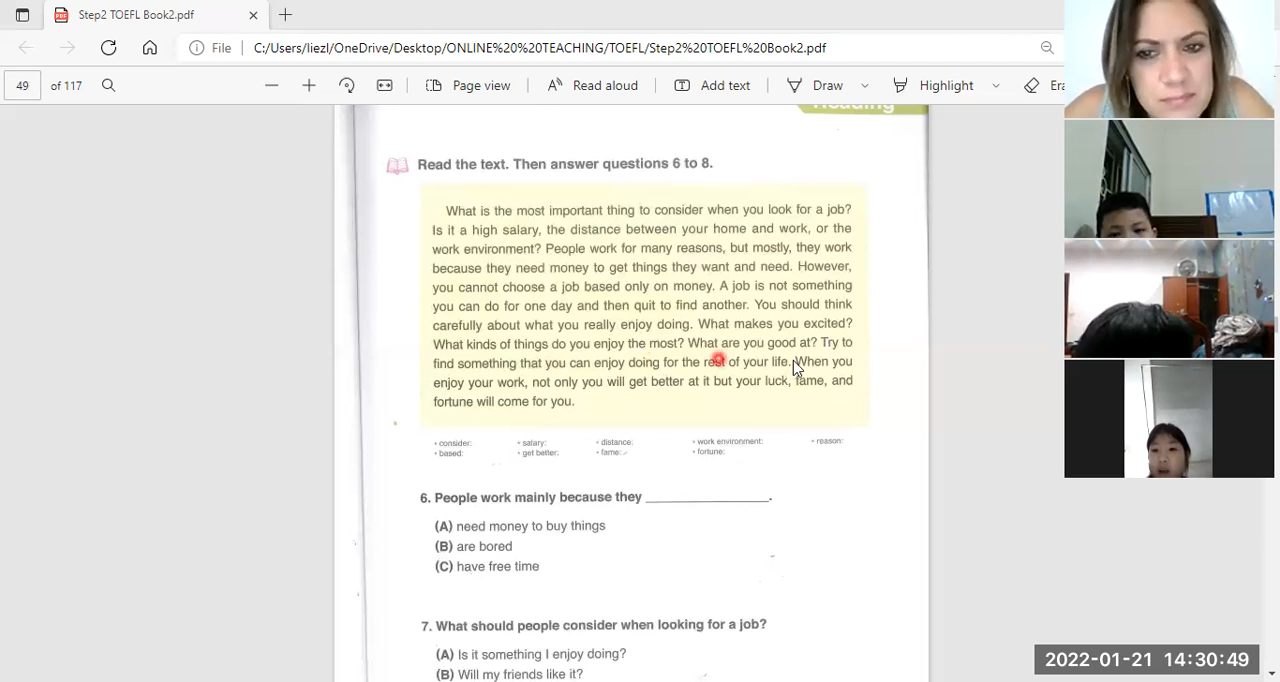 Step2 TOEFL Book2.pdf
File C:/Users/liezl/OneDrive/Desktop/ONLINE%20%20TEACHING/TOEFL/Step2%20TOEFL%20Book2.pdf
49 of 117 Page view Read aloud Add text Draw Highlight
Reading
Read the text. Then answer questions 6 to 8.
What is the most important thing to consider when you look for a job?
Is it a high salary, the distance between your home and work, or the
work environment? People work for many reasons, but mostly, they work
because they need money to get things they want and need. However,
you cannot choose a job based only on money. A job is not something
you can do for one day and then quit to find another. You should think
carefully about what you really enjoy doing. What makes you excited?
What kinds of things do you enjoy the most? What are you good at? Try to
find something that you can enjoy doing for the rest of your life. When you
enjoy your work, not only you will get better at it but your luck, fame, and
fortune will come for you.
• consider: • salary: • distance: • work environment: • reason:
• based: • get better: • fame: • fortune:
6. People work mainly because they ____________.
(A) need money to buy things
(B) are bored
(C) have free time
7. What should people consider when looking for a job?
(A) Is it something I enjoy doing?
(B) Will my friends like it?
2022-01-21 14:30:49